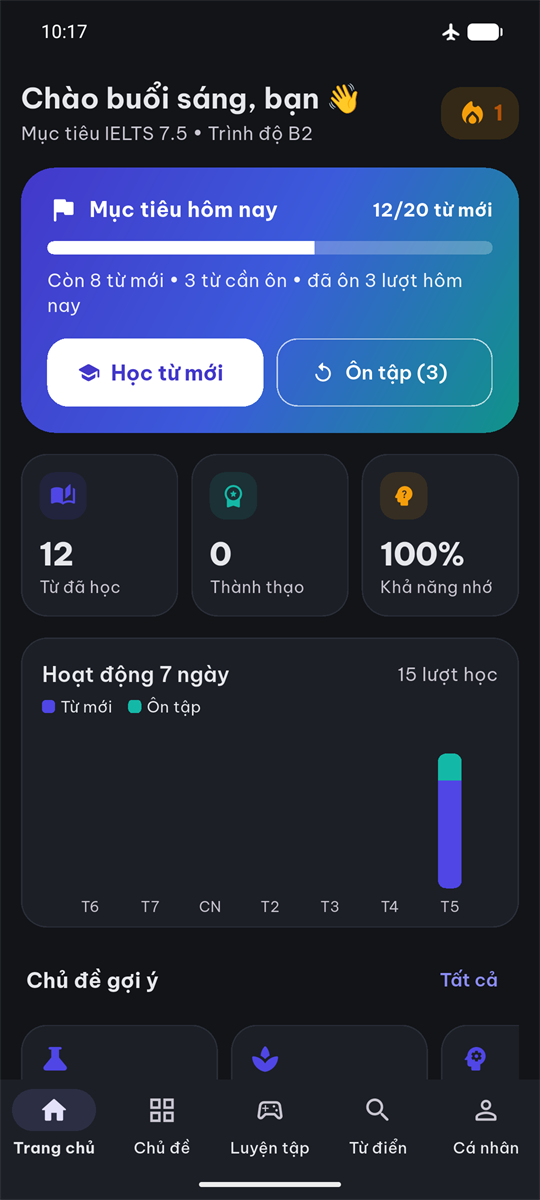 10:17
Chào buổi sáng, bạn 👋
Mục tiêu IELTS 7.5 • Trình độ B2
1
Mục tiêu hôm nay
12/20 từ mới
Còn 8 từ mới • 3 từ cần ôn • đã ôn 3 lượt hôm
nay
Học từ mới
Ôn tập (3)
12
Từ đã học
0
Thành thạo
100%
Khả năng nhớ
Hoạt động 7 ngày
15 lượt học
Từ mới
Ôn tập
T6 T7 CN T2 T3 T4 T5
Chủ đề gợi ý
Tất cả
Trang chủ
Chủ đề
Luyện tập
Từ điển
Cá nhân